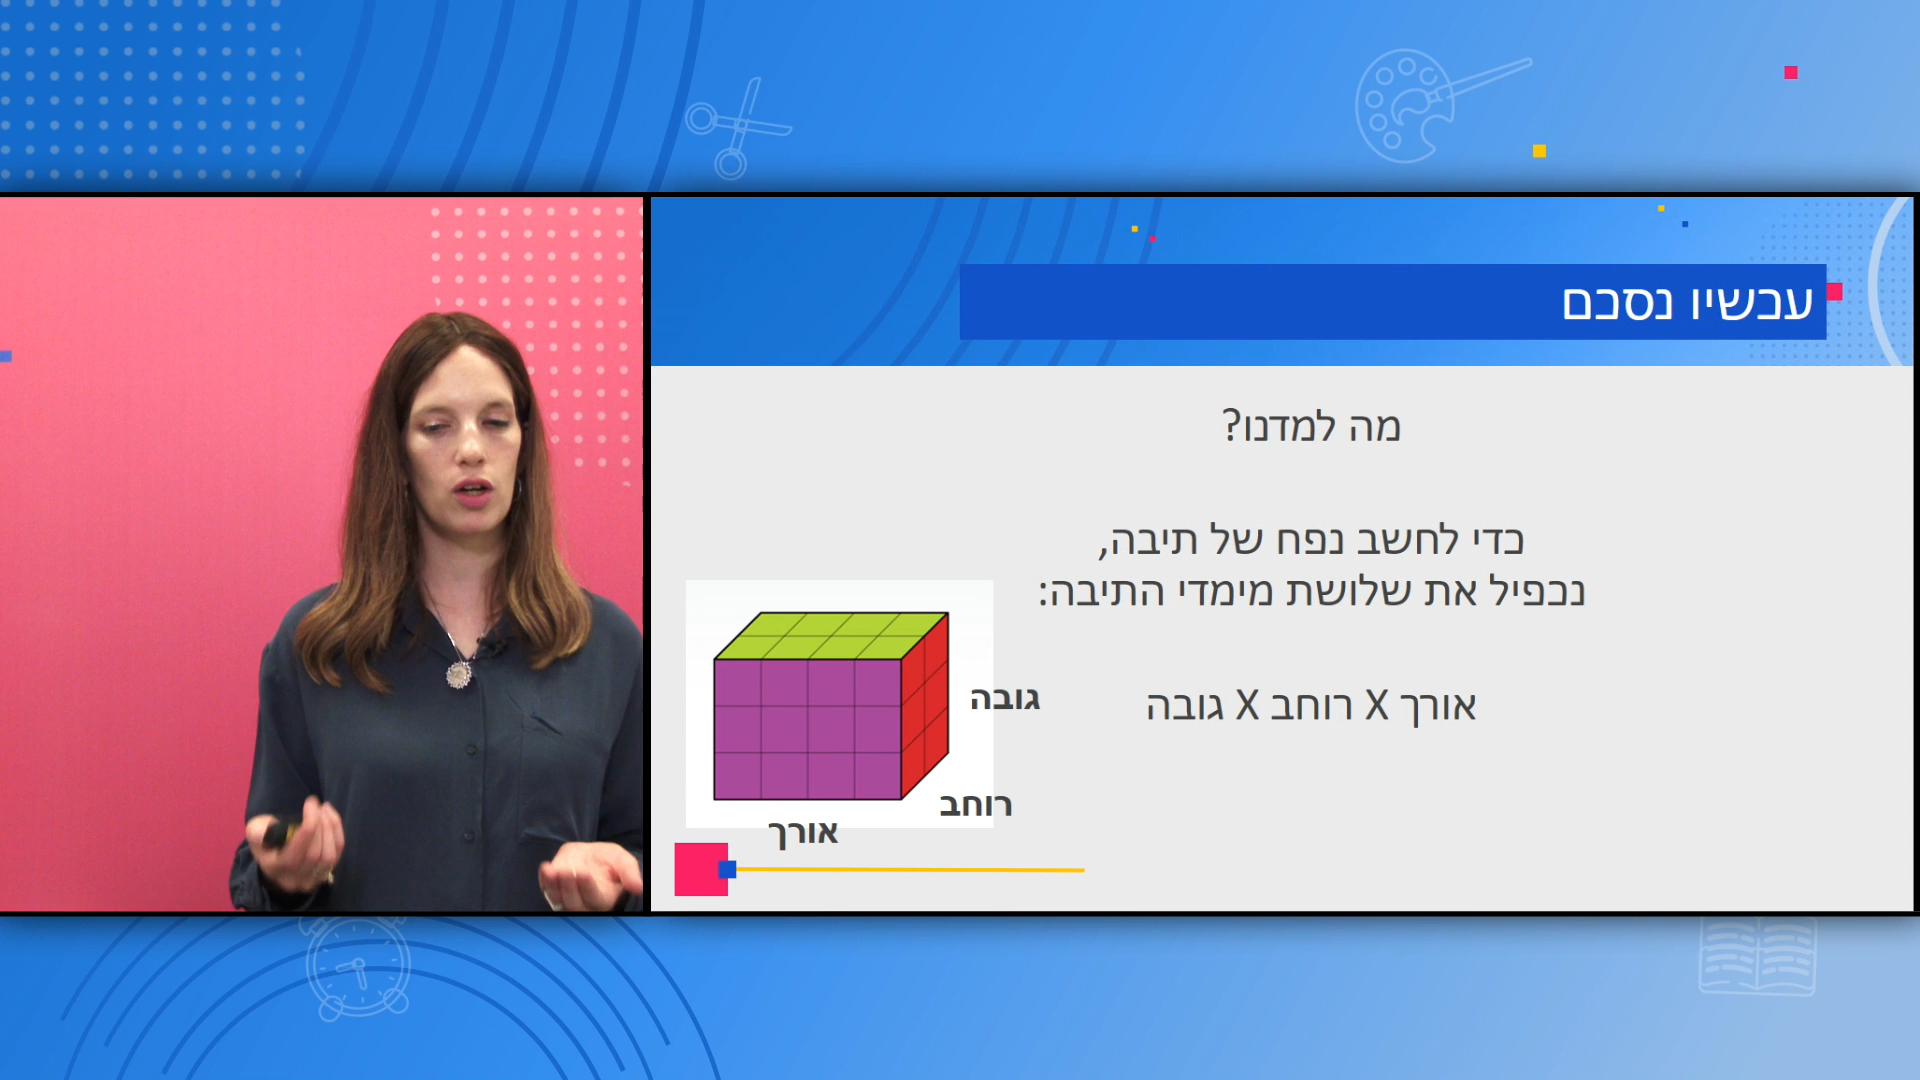 עכשיו נסכם
מה למדנו?
כדי לחשב נפח של תיבה,
נכפיל את שלושת מימדי התיבה:
אורך X רוחב X גובה
גובה
רוחב
אורך